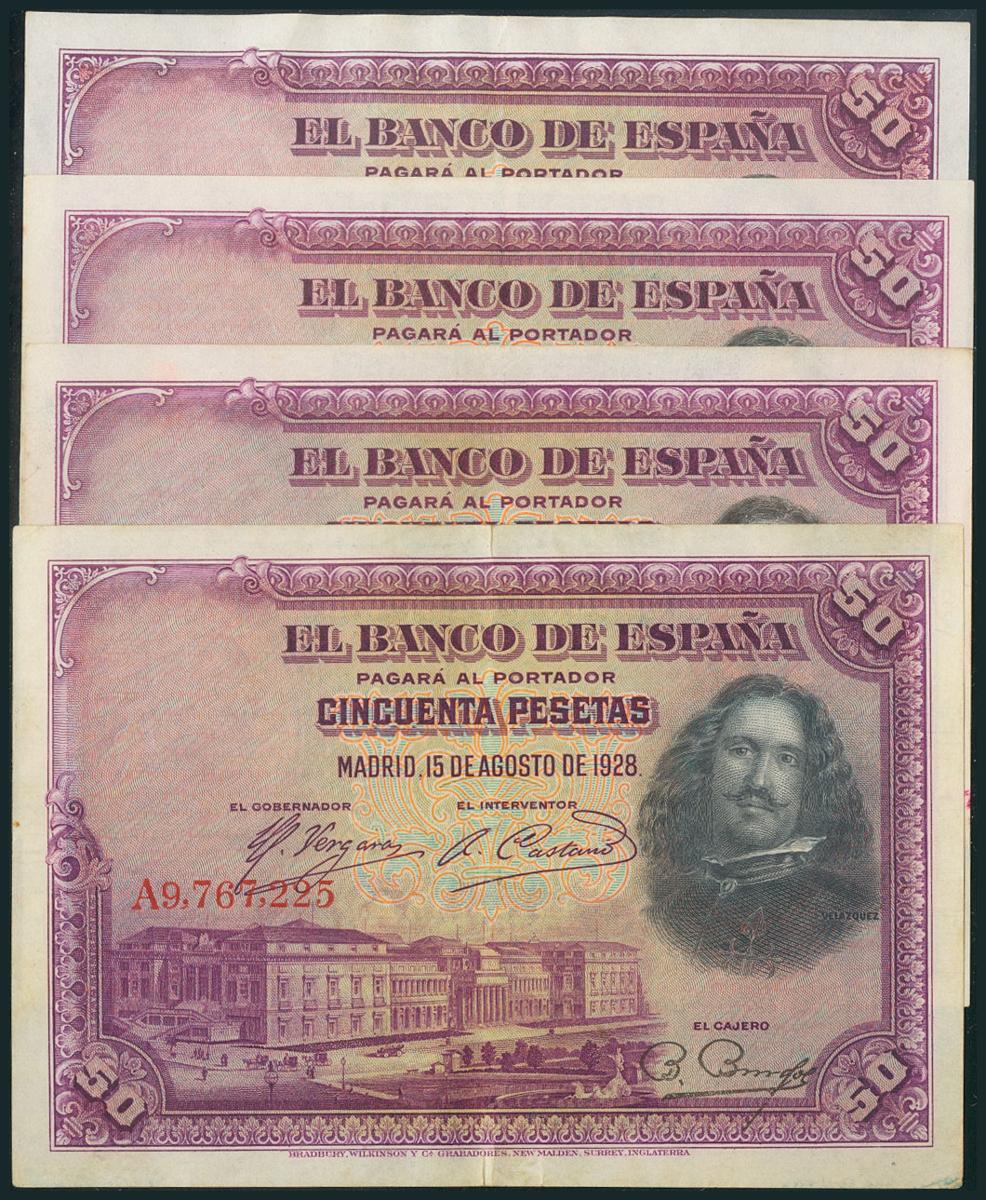 50
EL BANCO DE ESPAÑA
PAGARÁ AL PORTADOR
50
EL BANCO DE ESPAÑA
PAGARÁ AL PORTADOR
50
EL BANCO DE ESPAÑA
PAGARÁ AL PORTADOR
50
EL BANCO DE ESPAÑA
PAGARÁ AL PORTADOR
CINCUENTA PESETAS
MADRID, 15 DE AGOSTO DE 1928.
EL GOBERNADOR EL INTERVENTOR
Vergara A. Castaño
A9,767,225
VELAZQUEZ
EL CAJERO
50 50
BRADBURY, WILKINSON Y Cª GRABADORES, NEW MALDEN, SURREY, INGLATERRA